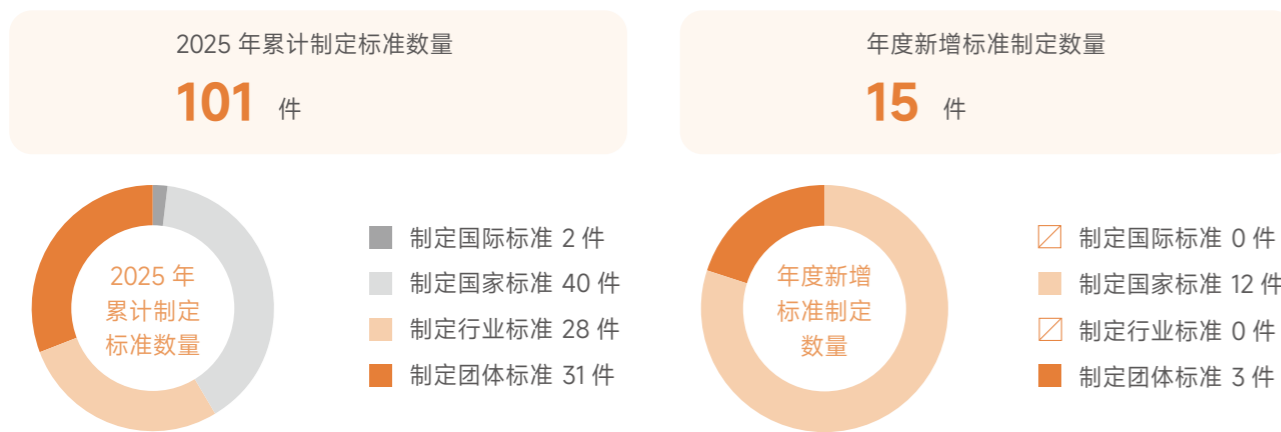 2025 年累计制定标准数量
101 件
年度新增标准制定数量
15 件
2025 年
累计制定
标准数量
制定国际标准 2 件
制定国家标准 40 件
制定行业标准 28 件
制定团体标准 31 件
年度新增
标准制定
数量
制定国际标准 0 件
制定国家标准 12 件
制定行业标准 0 件
制定团体标准 3 件